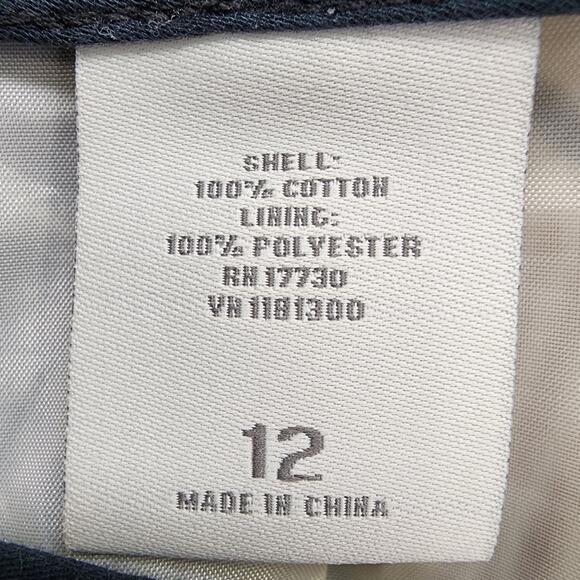 SHELL:
100% COTTON
LINING:
100% POLYESTER
RN 17730
VN 1181300
12
MADE IN CHINA